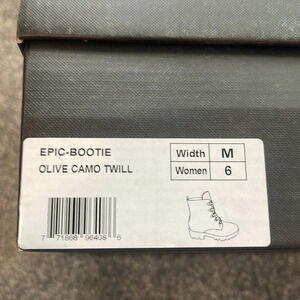 EPIC-BOOTIE
OLIVE CAMO TWILL
Width M
Women 6
7 71868 96408 6